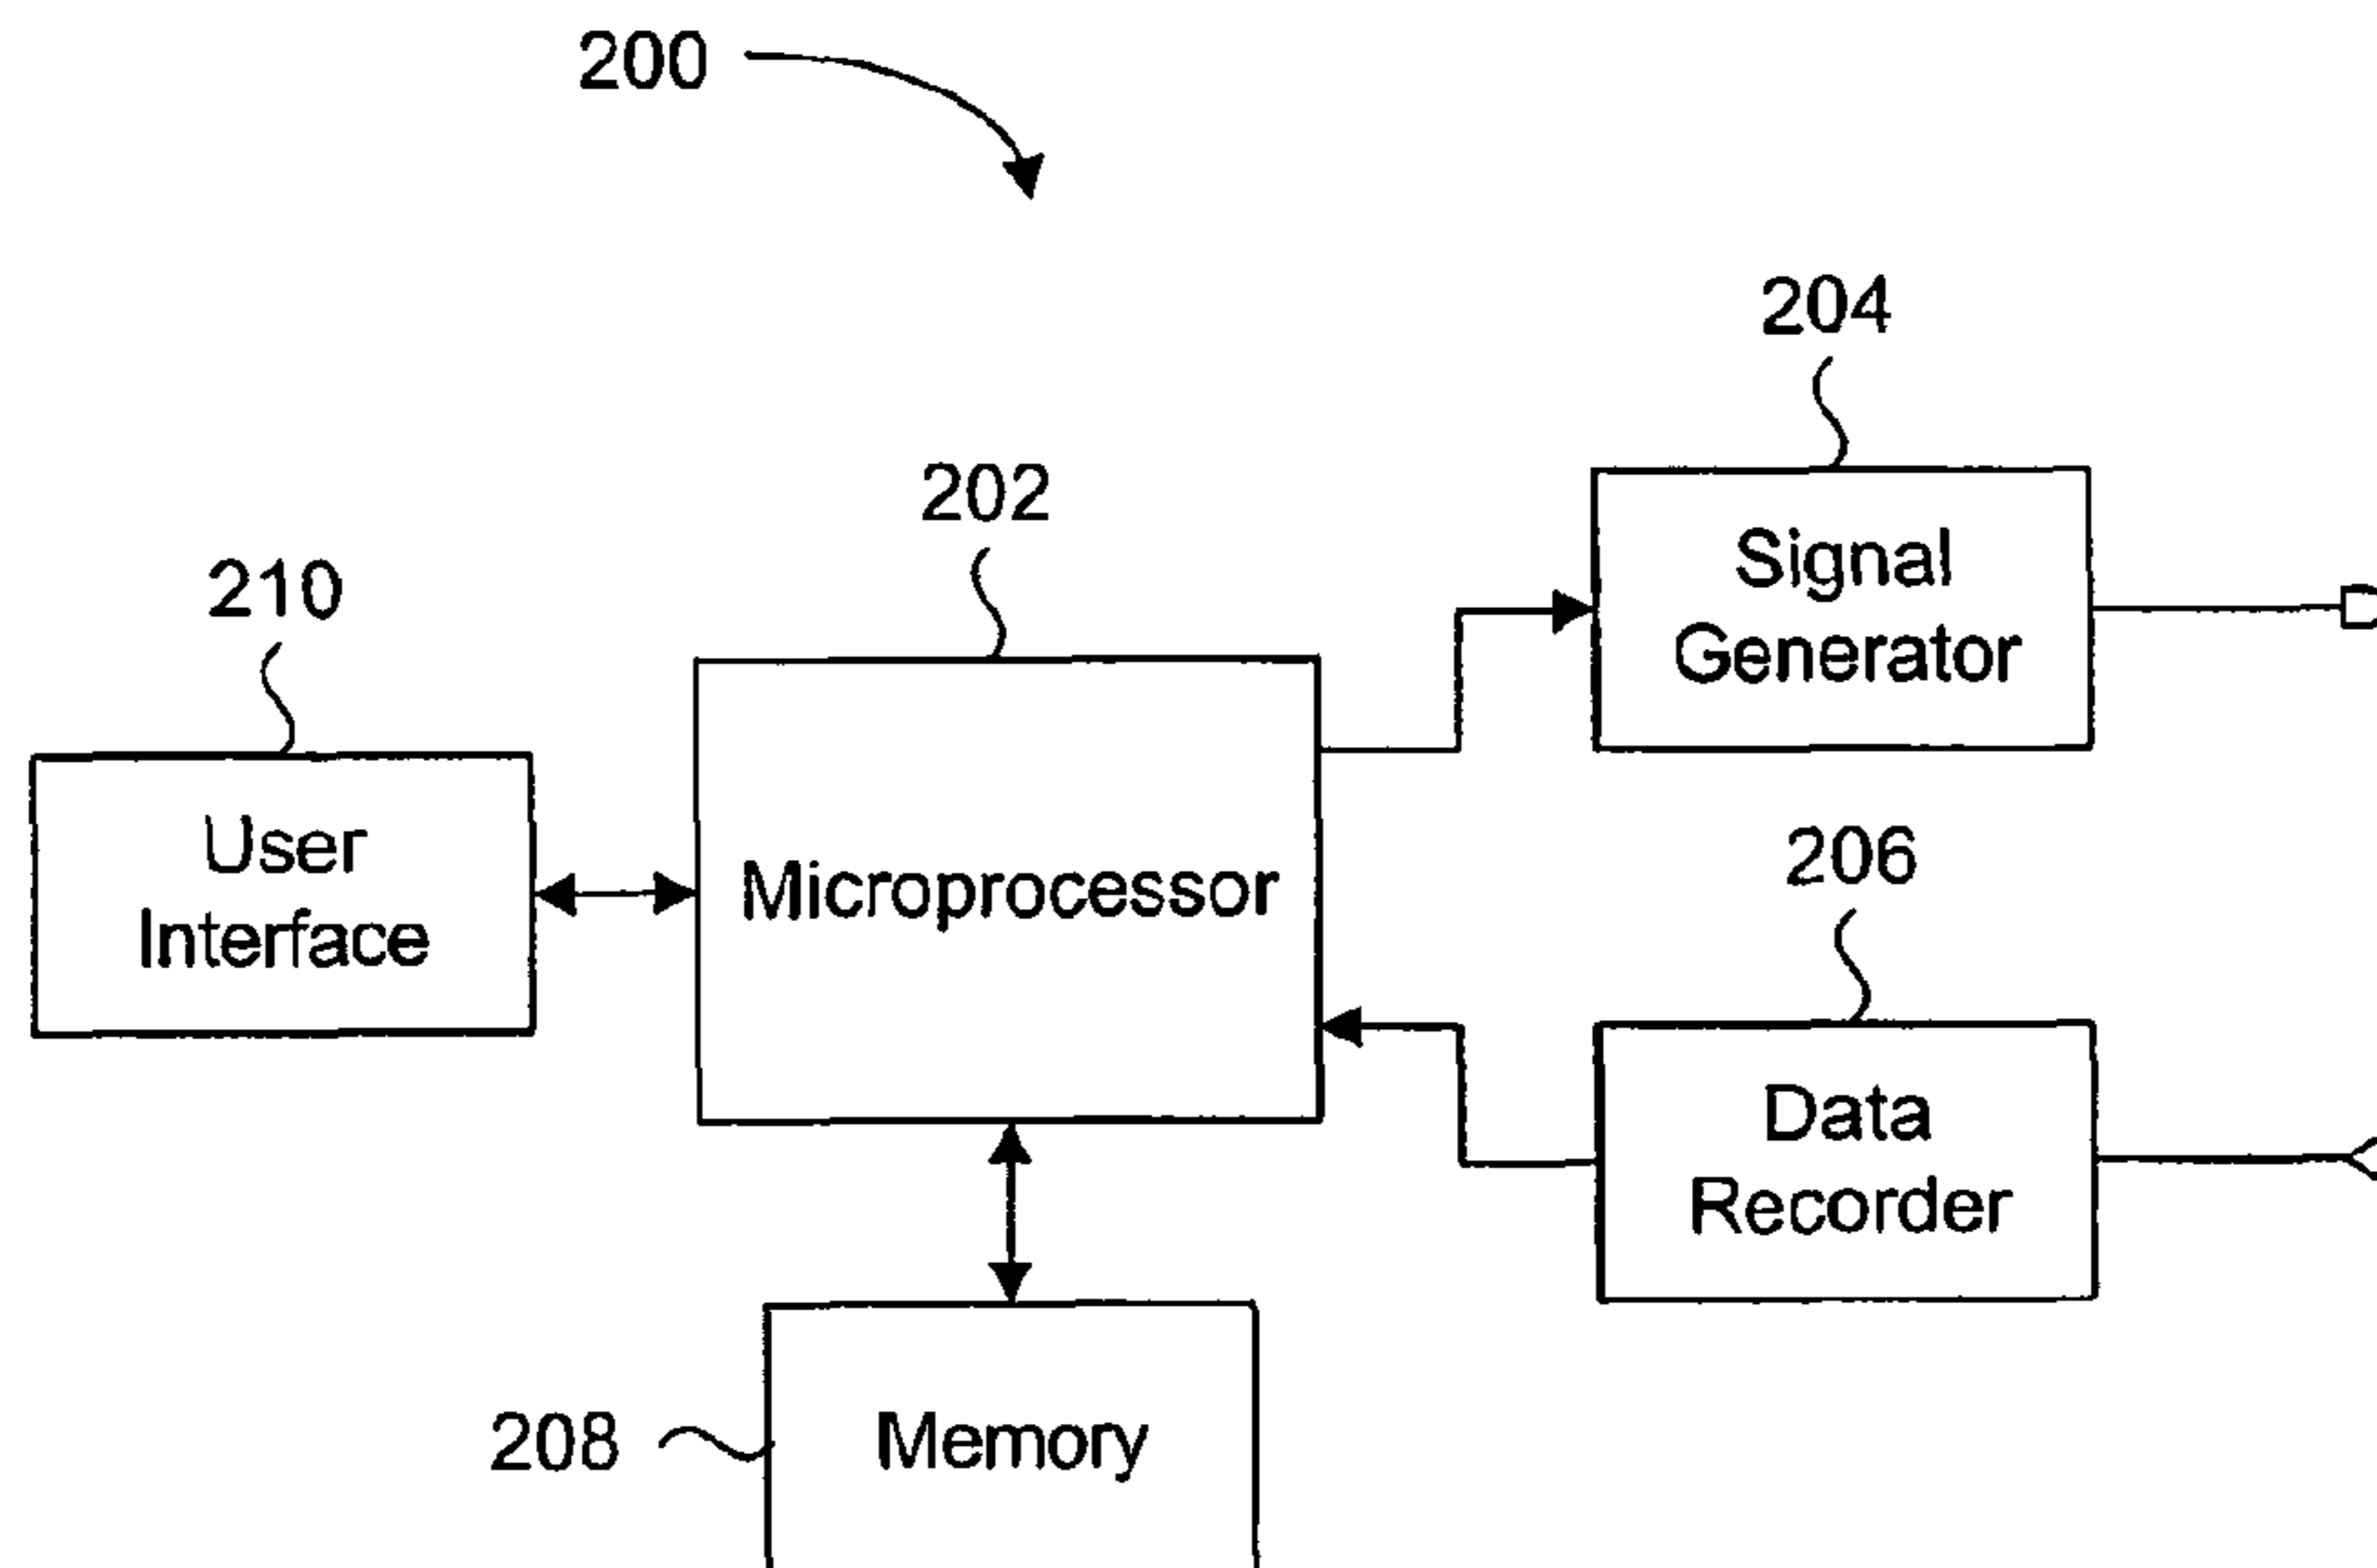 200
204
202
Signal
Generator
210
User
Interface
Microprocessor
206
Data
Recorder
208
Memory